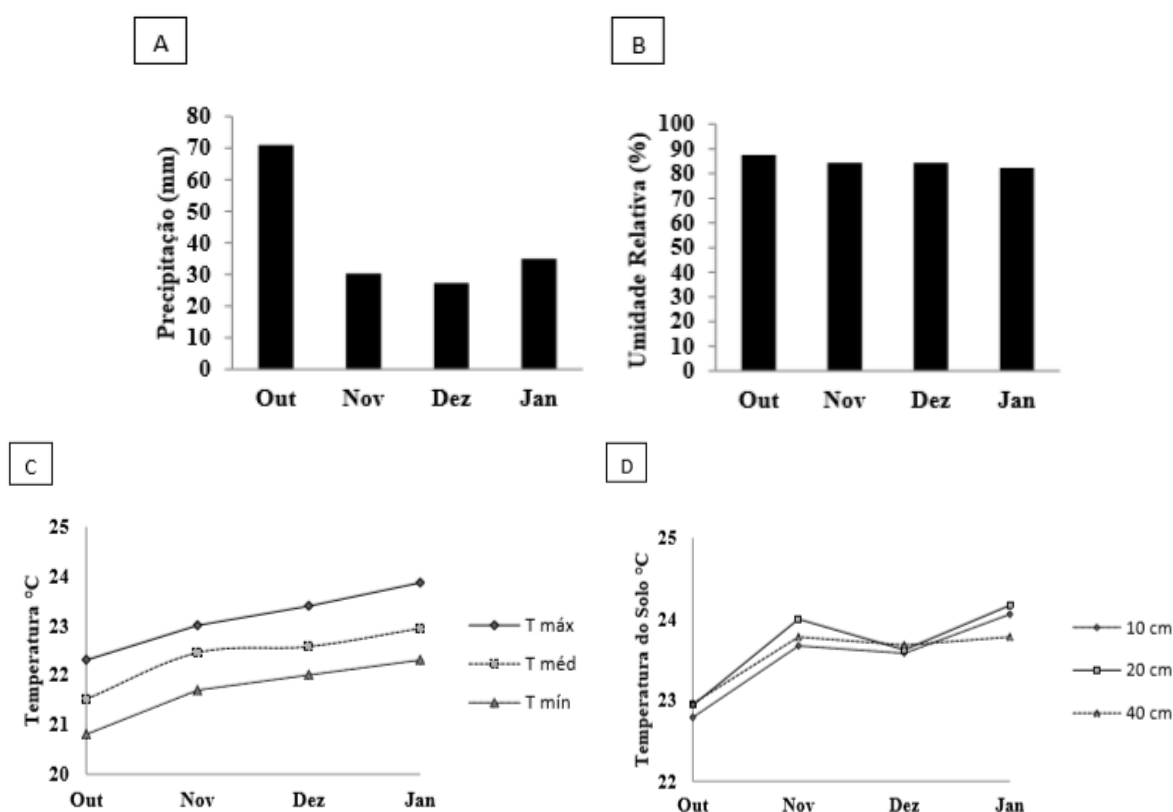 A
Precipitação (mm)
80
70
60
50
40
30
20
10
0
Out Nov Dez Jan
B
Umidade Relativa (%)
100
90
80
70
60
50
40
30
20
10
0
Out Nov Dez Jan
C
Temperatura °C
25
24
23
22
21
20
Out Nov Dez Jan
T máx
T méd
T mín
D
Temperatura do Solo °C
25
24
23
22
Out Nov Dez Jan
10 cm
20 cm
40 cm